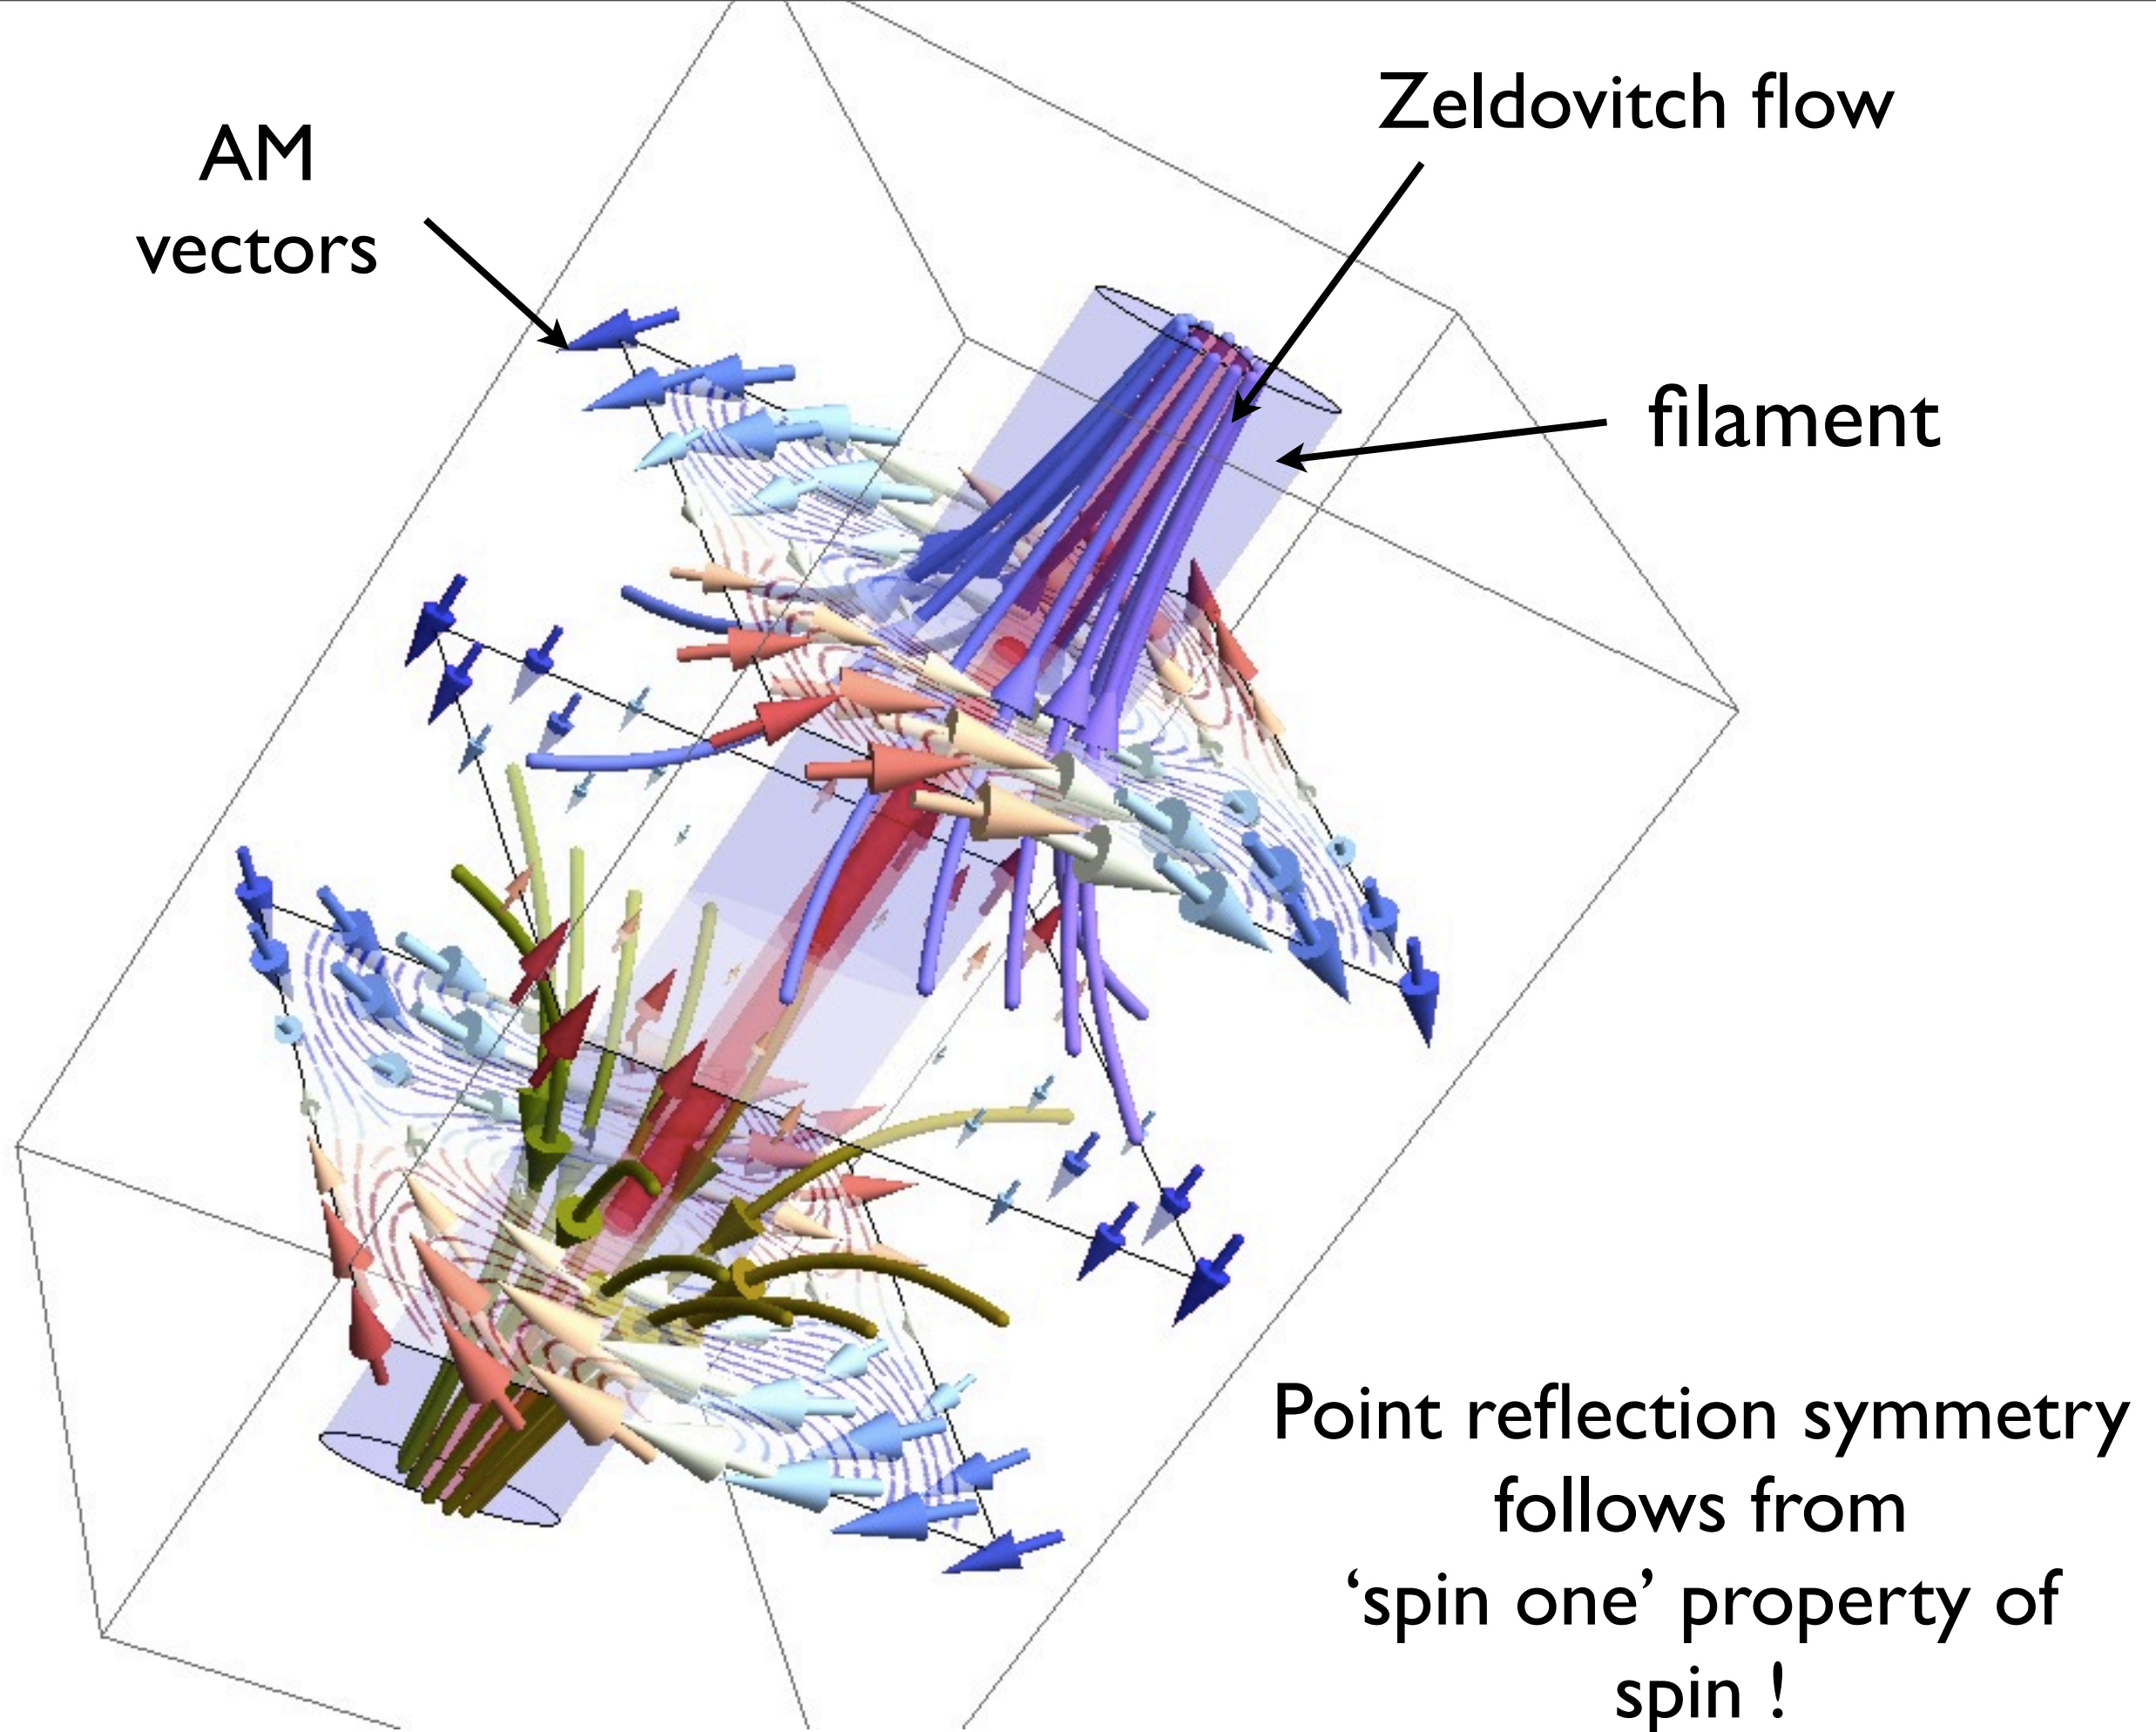 AM
vectors
Zeldovitch flow
filament
Point reflection symmetry
follows from
‘spin one’ property of
spin !